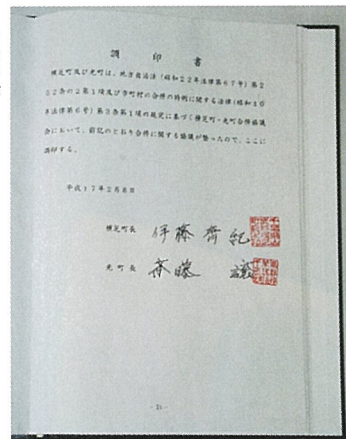 調印書
横芝町及び光町は、地方自治法（昭和22年法律第67号）第2
52条の2第1項及び市町村の合併の特例に関する法律（昭和40
年法律第6号）第3条第1項の規定に基づく横芝町・光町合併協議
会において、前記のとおり合併に関する協議が整ったので、ここに
調印する。
平成17年2月8日
横芝町長 伊藤齊紀
光町長 斉藤 譲
- 21 -